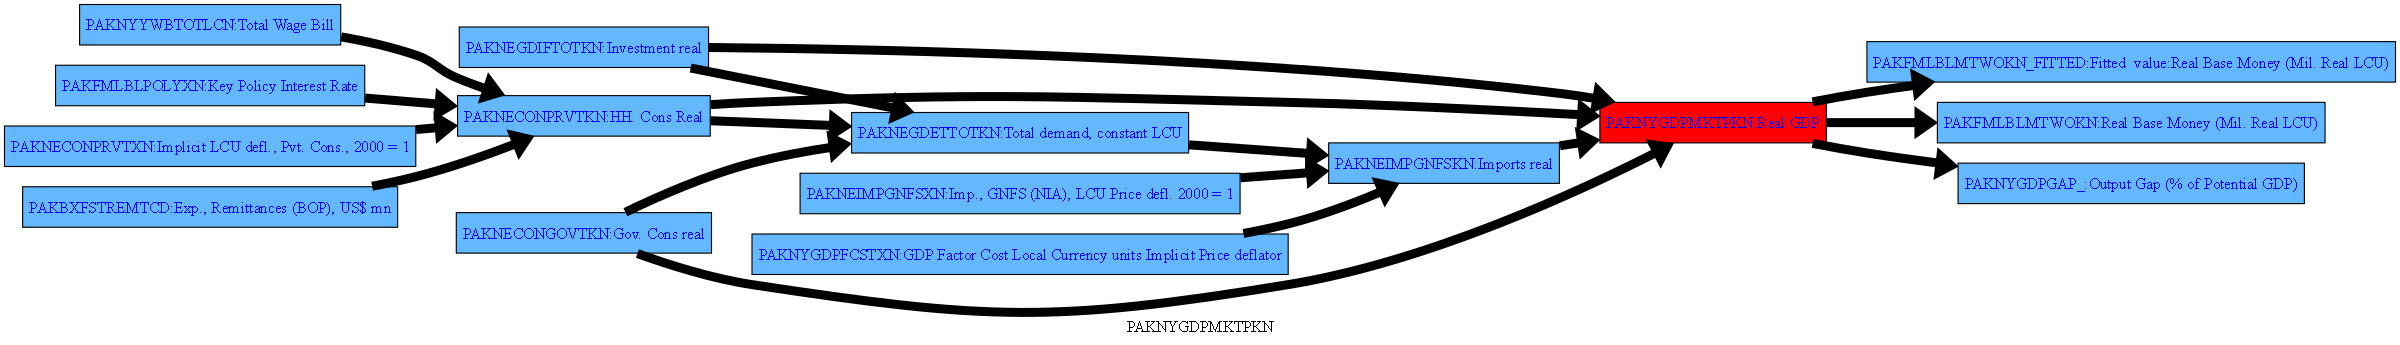 PAKNYYWBTOTLCN:Total Wage Bill
PAKFMLBLPOLYXN:Key Policy Interest Rate
PAKNECONPRVTXN:Implicit LCU defl., Pvt. Cons., 2000 = 1
PAKBXFSTREMTCD:Exp., Remittances (BOP), US$ mn
PAKNEGDIFTOTKN:Investment real
PAKNECONPRVTKN:HH. Cons Real
PAKNECONGOVTKN:Gov. Cons real
PAKNEGDETTOTKN:Total demand, constant LCU
PAKNEIMPGNFSXN:Imp., GNFS (NIA), LCU Price defl. 2000 = 1
PAKNYGDPFCSTXN:GDP Factor Cost Local Currency units Implicit Price deflator
PAKNEIMPGNFSKN:Imports real
PAKNYGDPMKTPKN:Real GDP
PAKFMLBLMTWOKN_FITTED:Fitted value:Real Base Money (Mil. Real LCU)
PAKFMLBLMTWOKN:Real Base Money (Mil. Real LCU)
PAKNYGDPGAP_:Output Gap (% of Potential GDP)
PAKNYGDPMKTPKN